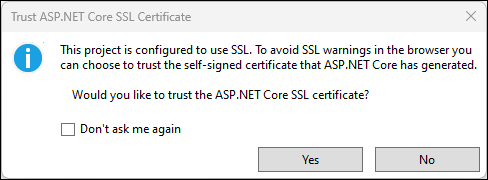 Trust ASP.NET Core SSL Certificate
This project is configured to use SSL. To avoid SSL warnings in the browser you
can choose to trust the self-signed certificate that ASP.NET Core has generated.
Would you like to trust the ASP.NET Core SSL certificate?
Don't ask me again
Yes No